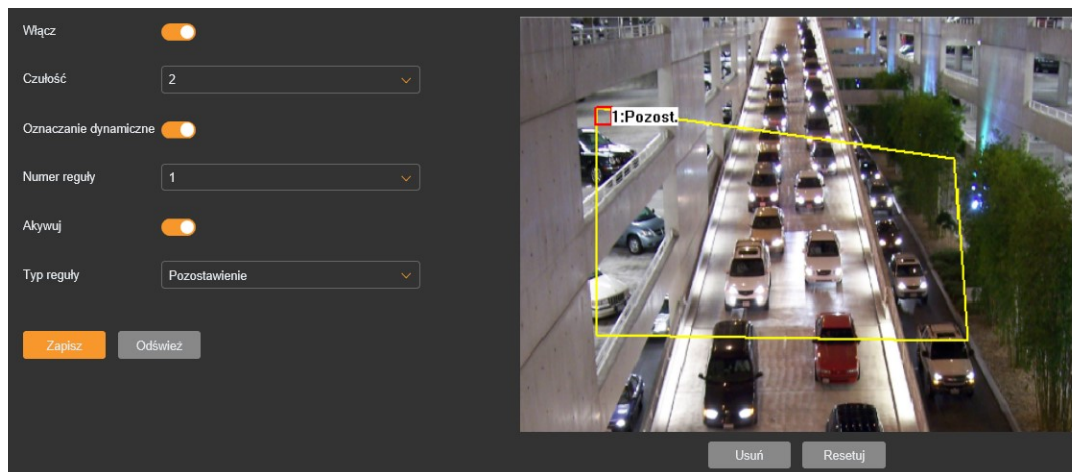 Włącz
Czułość
2
Oznaczanie dynamiczne
Numer reguły
1
Akywuj
Typ reguły
Pozostawienie
Zapisz
Odśwież
1:Pozost.
Usuń
Resetuj